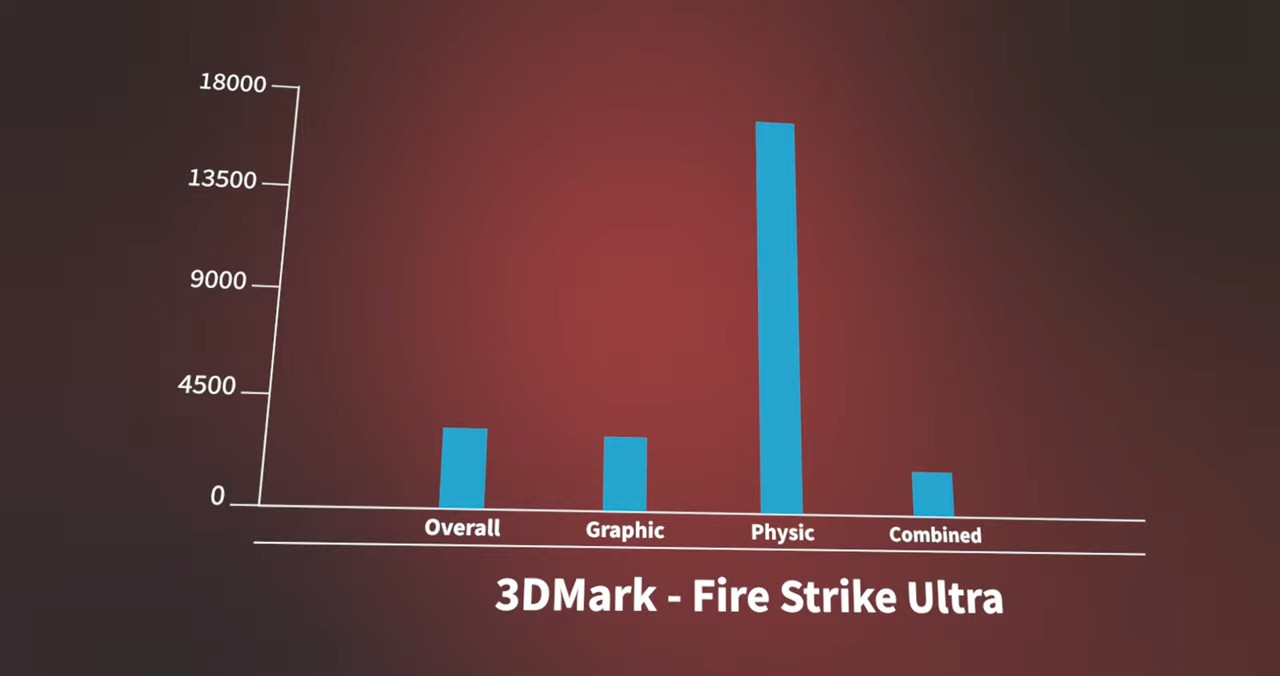 18000
13500
9000
4500
0
Overall Graphic Physic Combined
3DMark - Fire Strike Ultra